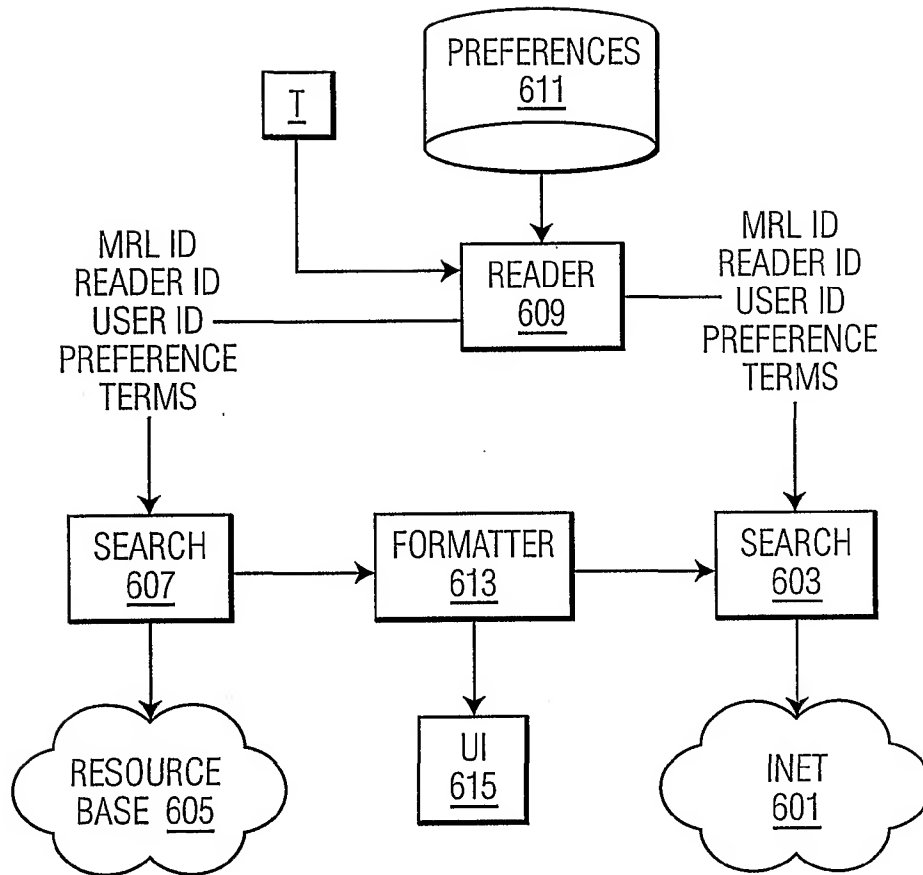 PREFERENCES
611
T
MRL ID
READER ID
USER ID
PREFERENCE
TERMS
READER
609
MRL ID
READER ID
USER ID
PREFERENCE
TERMS
SEARCH
607
FORMATTER
613
SEARCH
603
RESOURCE
BASE 605
UI
615
INET
601